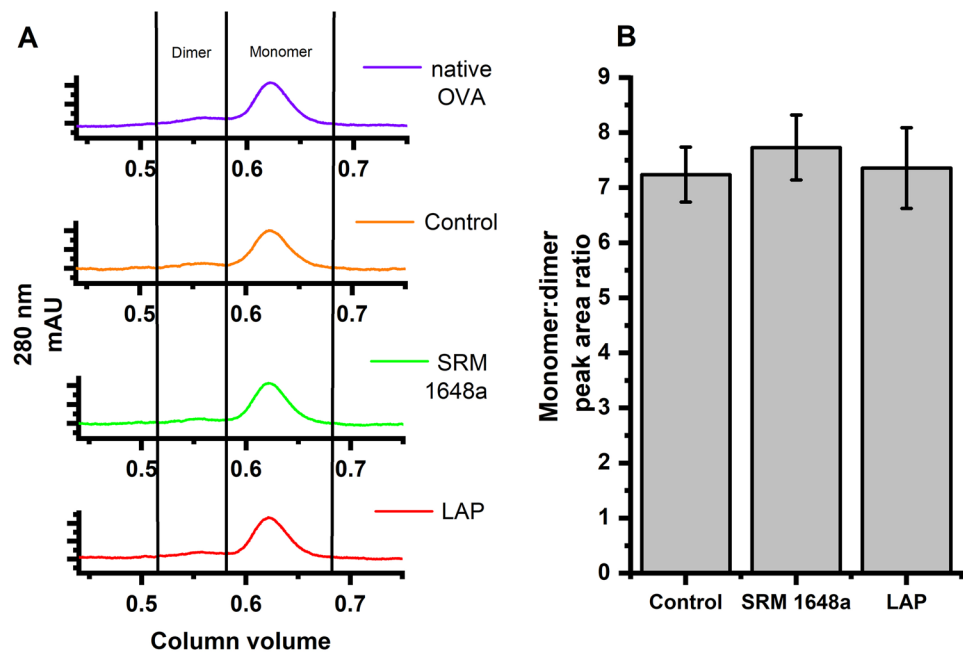 A
Dimer
Monomer
native
OVA
0.5
0.6
0.7
Control
0.5
0.6
0.7
280 nm
mAU
SRM
1648a
0.5
0.6
0.7
LAP
0.5
0.6
0.7
Column volume
B
Monomer:dimer
peak area ratio
9
8
7
6
5
4
3
2
1
0
Control
SRM 1648a
LAP